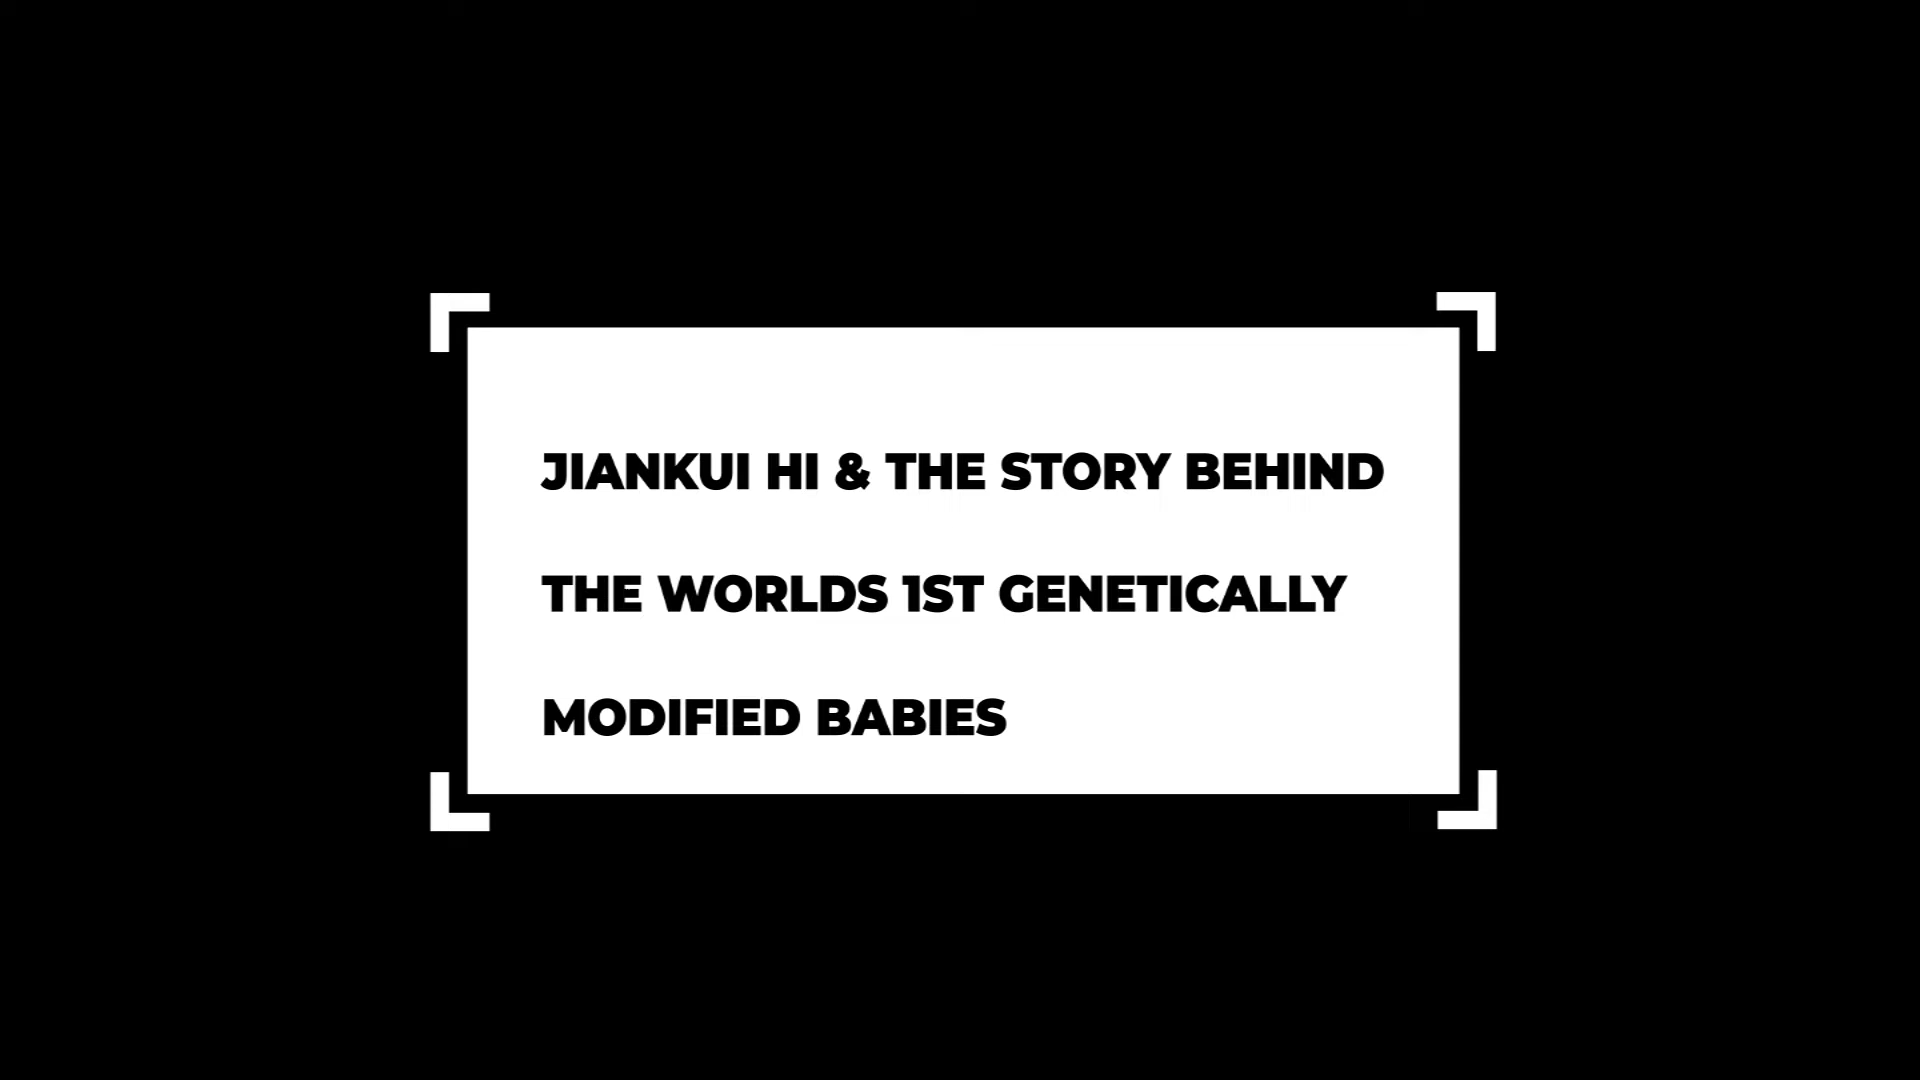 JIANKUI HI & THE STORY BEHIND
THE WORLDS 1ST GENETICALLY
MODIFIED BABIES